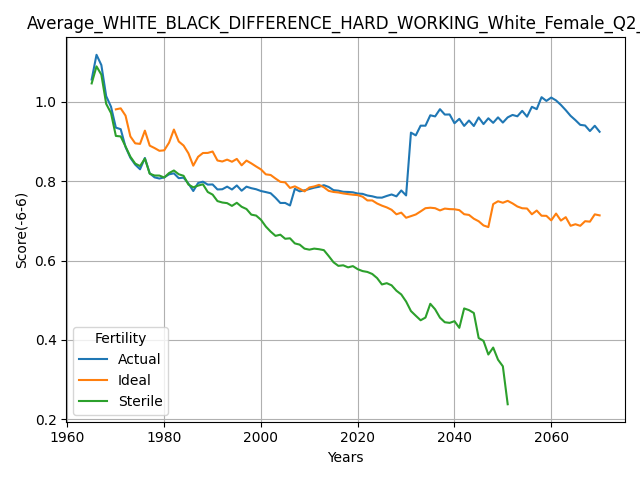 Average_WHITE_BLACK_DIFFERENCE_HARD_WORKING_White_Female_Q2_
Score(-6-6)
1.0
0.8
0.6
0.4
0.2
Fertility
Actual
Ideal
Sterile
1960 1980 2000 2020 2040 2060
Years